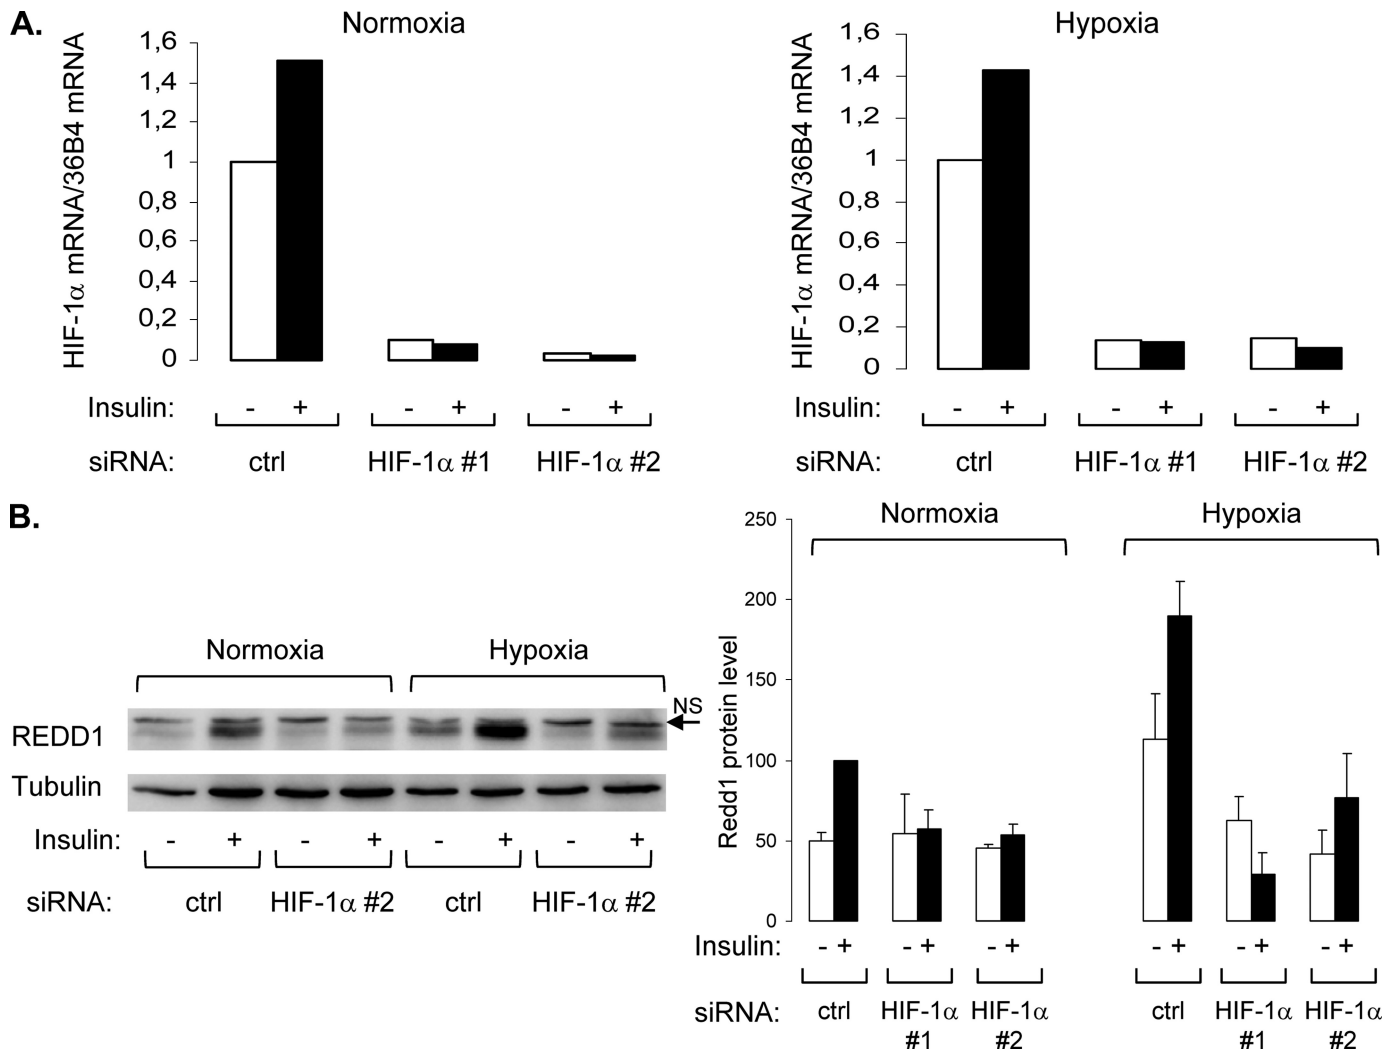 A.
Normoxia
HIF-1α mRNA/36B4 mRNA
1,6
1,4
1,2
1
0,8
0,6
0,4
0,2
0
Insulin: - + - + - +
siRNA: ctrl HIF-1α #1 HIF-1α #2
Hypoxia
HIF-1α mRNA/36B4 mRNA
1,6
1,4
1,2
1
0,8
0,6
0,4
0,2
0
Insulin: - + - + - +
siRNA: ctrl HIF-1α #1 HIF-1α #2
B.
Normoxia Hypoxia
NS
REDD1
Tubulin
Insulin: - + - + - + - +
siRNA: ctrl HIF-1α #2 ctrl HIF-1α #2
Normoxia Hypoxia
Redd1 protein level
250
200
150
100
50
0
Insulin: - + - + - + - + - + - +
siRNA: ctrl HIF-1α HIF-1α ctrl HIF-1α HIF-1α
#1 #2 #1 #2